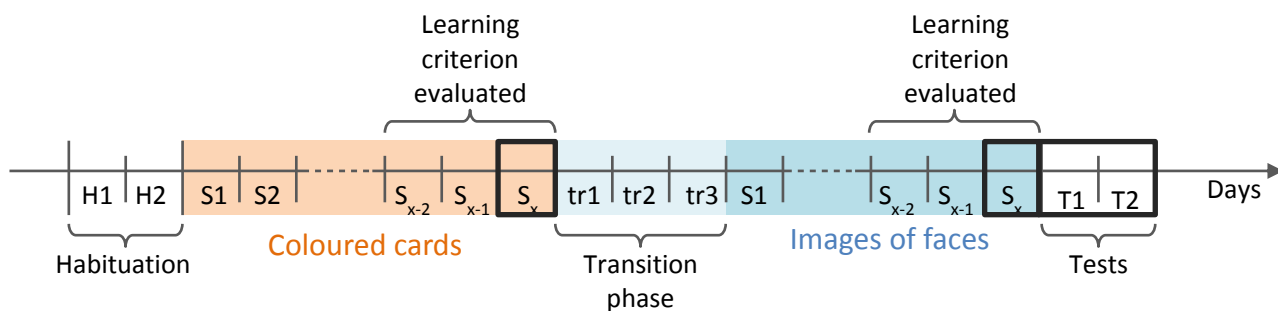 Learning
criterion
evaluated
Learning
criterion
evaluated
H1 H2 S1 S2 Sx-2 Sx-1 Sx tr1 tr2 tr3 S1 Sx-2 Sx-1 Sx T1 T2 Days
Coloured cards
Images of faces
Habituation
Transition
phase
Tests